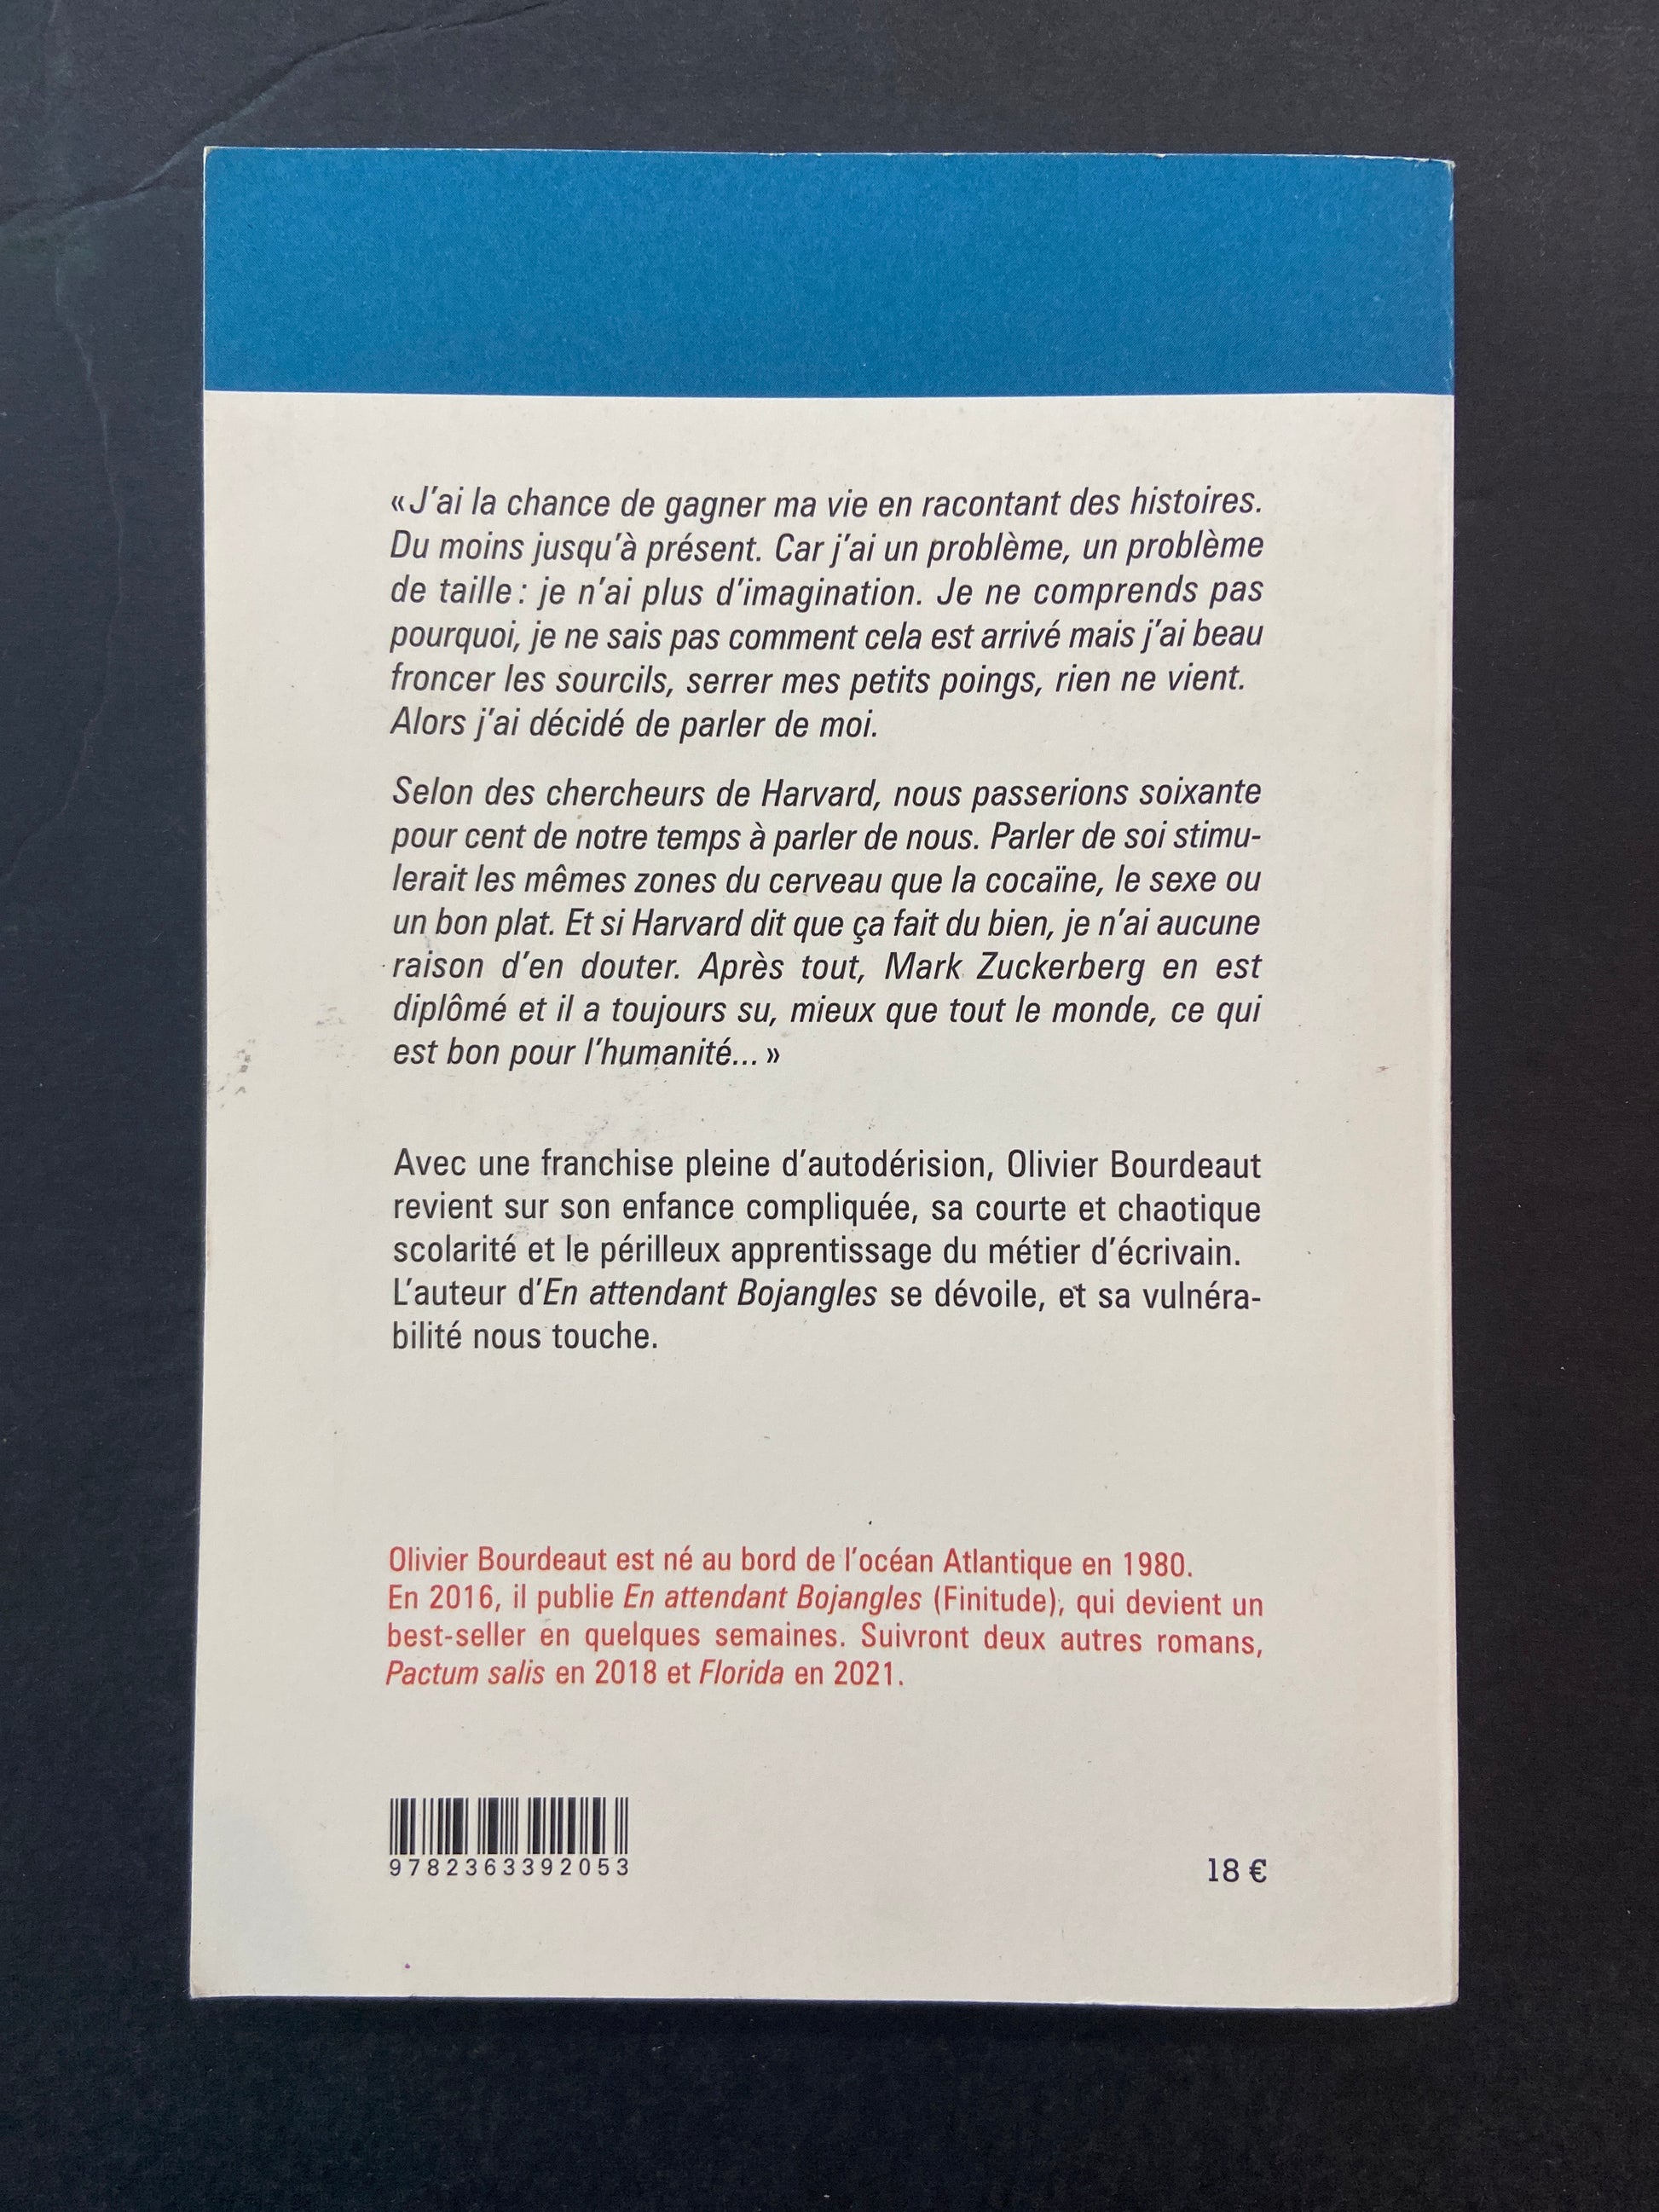 « J'ai la chance de gagner ma vie en racontant des histoires.
Du moins jusqu'à présent. Car j'ai un problème, un problème
de taille : je n'ai plus d'imagination. Je ne comprends pas
pourquoi, je ne sais pas comment cela est arrivé mais j'ai beau
froncer les sourcils, serrer mes petits poings, rien ne vient.
Alors j'ai décidé de parler de moi.
Selon des chercheurs de Harvard, nous passerions soixante
pour cent de notre temps à parler de nous. Parler de soi stimu-
lerait les mêmes zones du cerveau que la cocaïne, le sexe ou
un bon plat. Et si Harvard dit que ça fait du bien, je n'ai aucune
raison d'en douter. Après tout, Mark Zuckerberg en est
diplômé et il a toujours su, mieux que tout le monde, ce qui
est bon pour l'humanité... »
Avec une franchise pleine d'autodérision, Olivier Bourdeaut
revient sur son enfance compliquée, sa courte et chaotique
scolarité et le périlleux apprentissage du métier d'écrivain.
L'auteur d'En attendant Bojangles se dévoile, et sa vulnéra-
bilité nous touche.
Olivier Bourdeaut est né au bord de l'océan Atlantique en 1980.
En 2016, il publie En attendant Bojangles (Finitude), qui devient un
best-seller en quelques semaines. Suivront deux autres romans,
Pactum salis en 2018 et Florida en 2021.
9782363392053
18 €